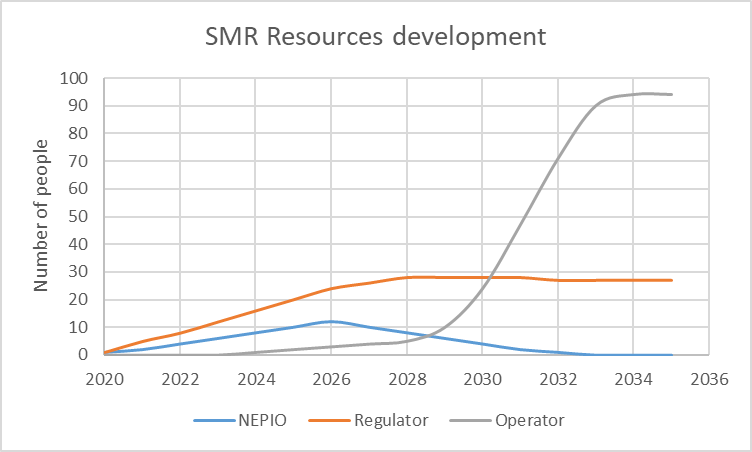 SMR Resources development
Number of people
100
90
80
70
60
50
40
30
20
10
0
2020 2022 2024 2026 2028 2030 2032 2034 2036
NEPIO Regulator Operator